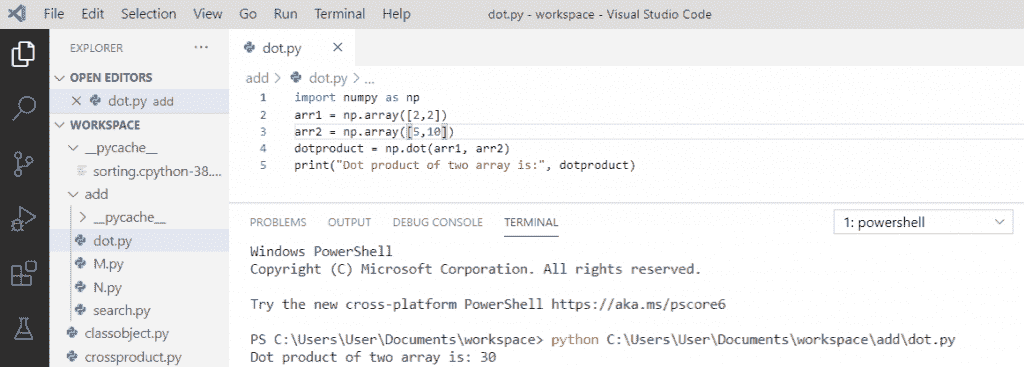 File Edit Selection View Go Run Terminal Help dot.py - workspace - Visual Studio Code
EXPLORER ...
OPEN EDITORS
dot.py add
WORKSPACE
__pycache__
sorting.cpython-38....
add
__pycache__
dot.py
M.py
N.py
search.py
classobject.py
crossproduct.py
dot.py
add > dot.py > ...
1 import numpy as np
2 arr1 = np.array([2,2])
3 arr2 = np.array([5,10])
4 dotproduct = np.dot(arr1, arr2)
5 print("Dot product of two array is:", dotproduct)
PROBLEMS OUTPUT DEBUG CONSOLE TERMINAL 1: powershell
Windows PowerShell
Copyright (C) Microsoft Corporation. All rights reserved.
Try the new cross-platform PowerShell https://aka.ms/pscore6
PS C:\Users\User\Documents\workspace> python C:\Users\User\Documents\workspace\add\dot.py
Dot product of two array is: 30